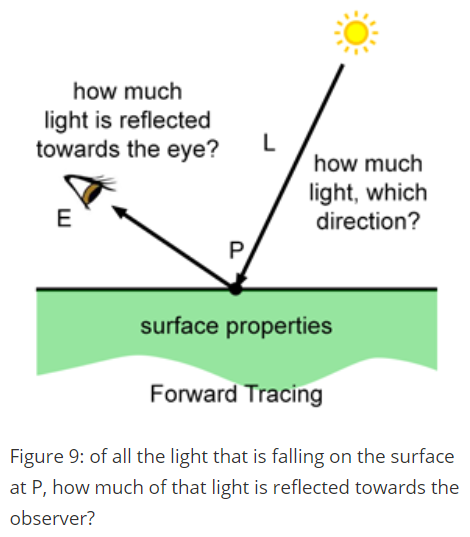 how much
light is reflected
towards the eye?
L
how much
light, which
direction?
E
P
surface properties
Forward Tracing
Figure 9: of all the light that is falling on the surface
at P, how much of that light is reflected towards the
observer?